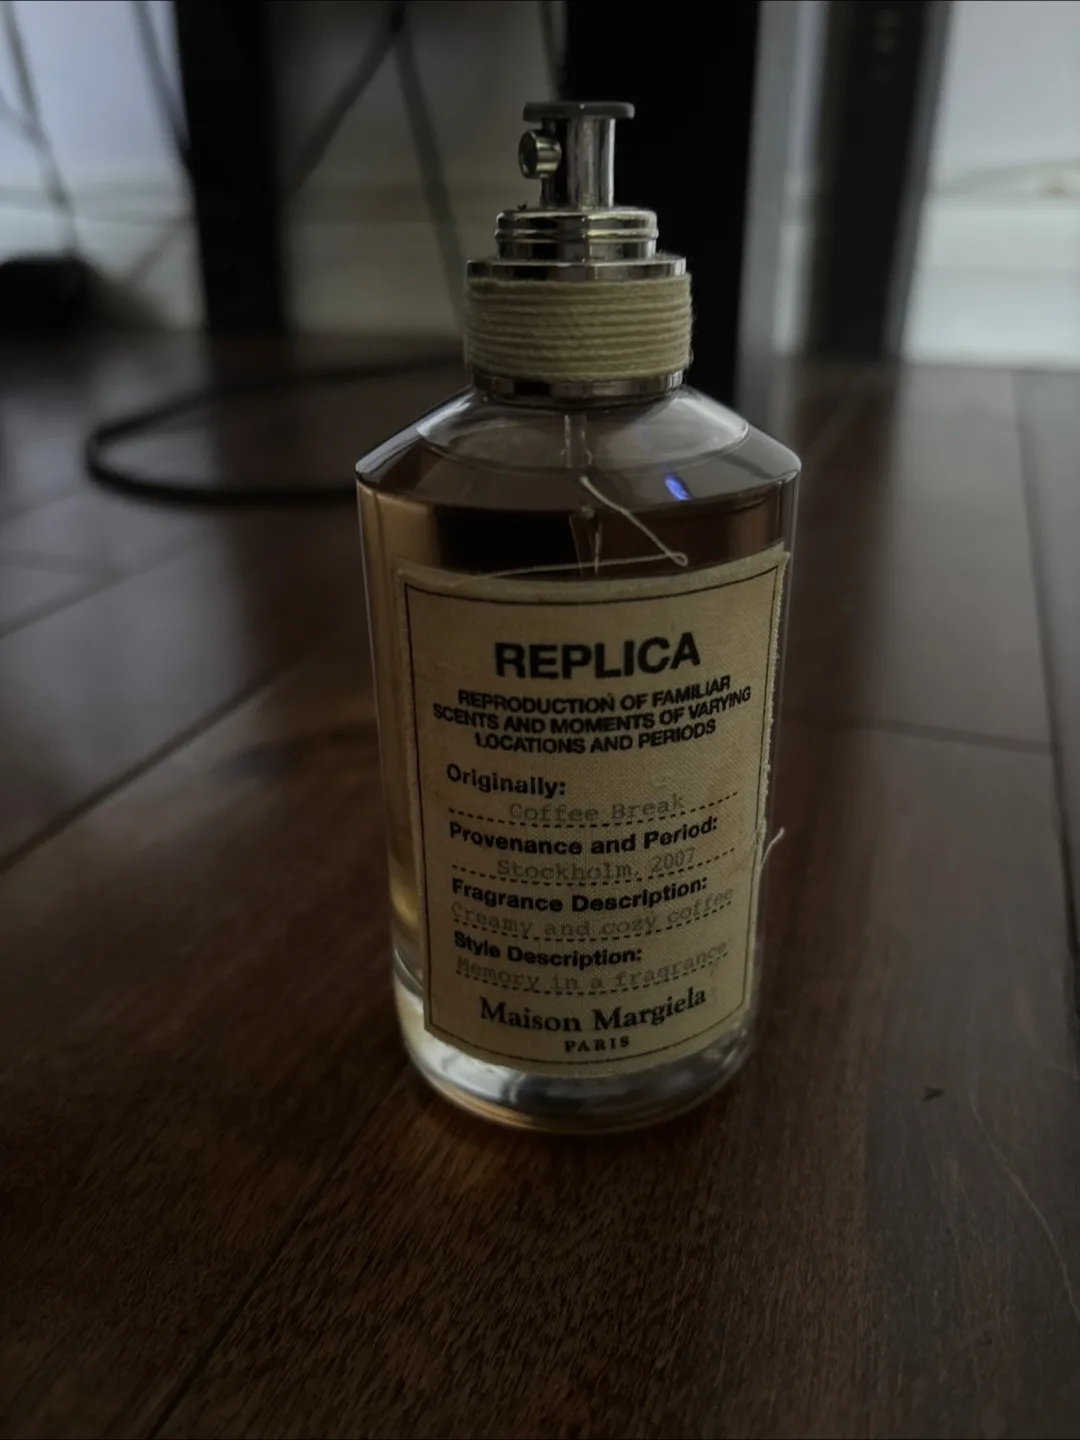 REPLICA
REPRODUCTION OF FAMILIAR
SCENTS AND MOMENTS OF VARYING
LOCATIONS AND PERIODS
Originally:
Coffee Break
Provenance and Period:
Stockholm, 2007
Fragrance Description:
Creamy and cozy coffee
Style Description:
Memory in a fragrance
Maison Margiela
PARIS